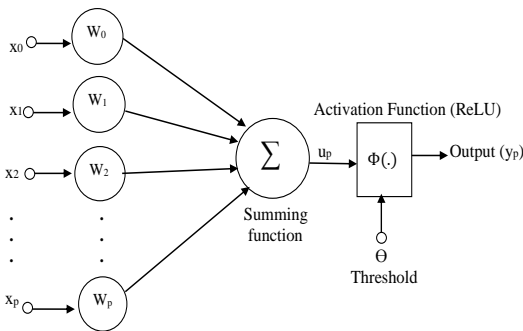 x₀
W₀
x₁
W₁
x₂
W₂
xₚ
Wₚ
∑
Summing
function
uₚ
Activation Function (ReLU)
Φ(.)
Output (yₚ)
Θ
Threshold